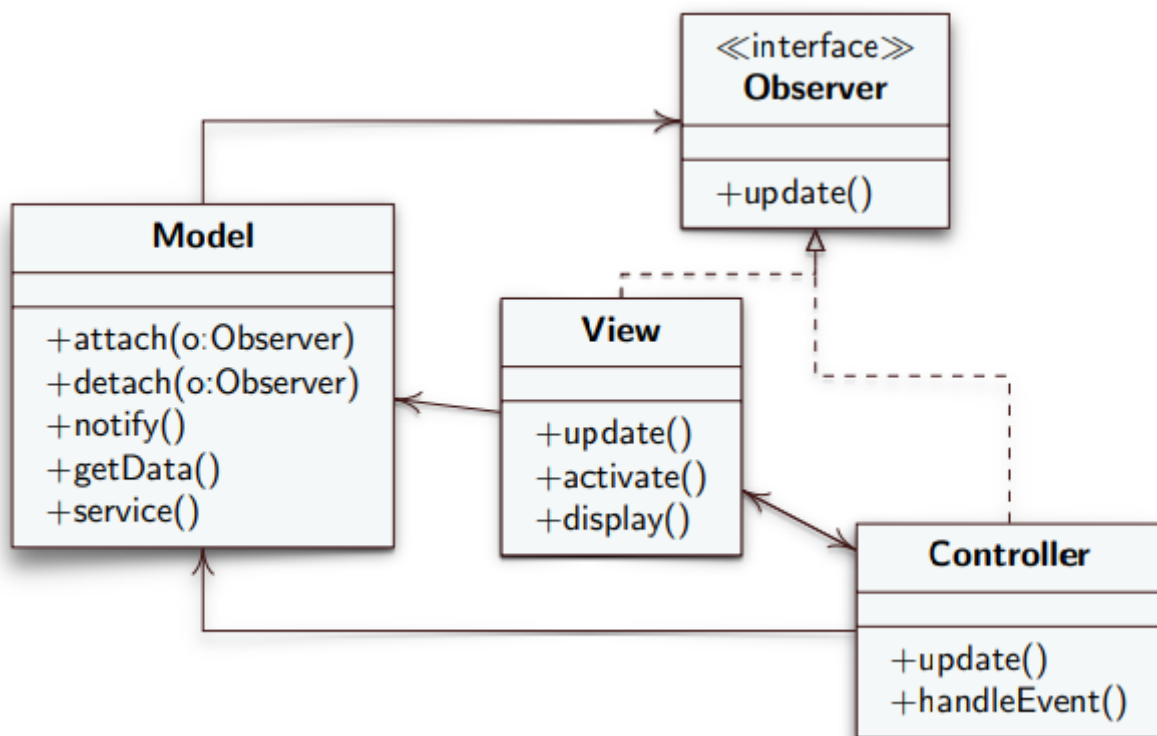 ≪interface≫
Observer
+update()
Model
+attach(o:Observer)
+detach(o:Observer)
+notify()
+getData()
+service()
View
+update()
+activate()
+display()
Controller
+update()
+handleEvent()